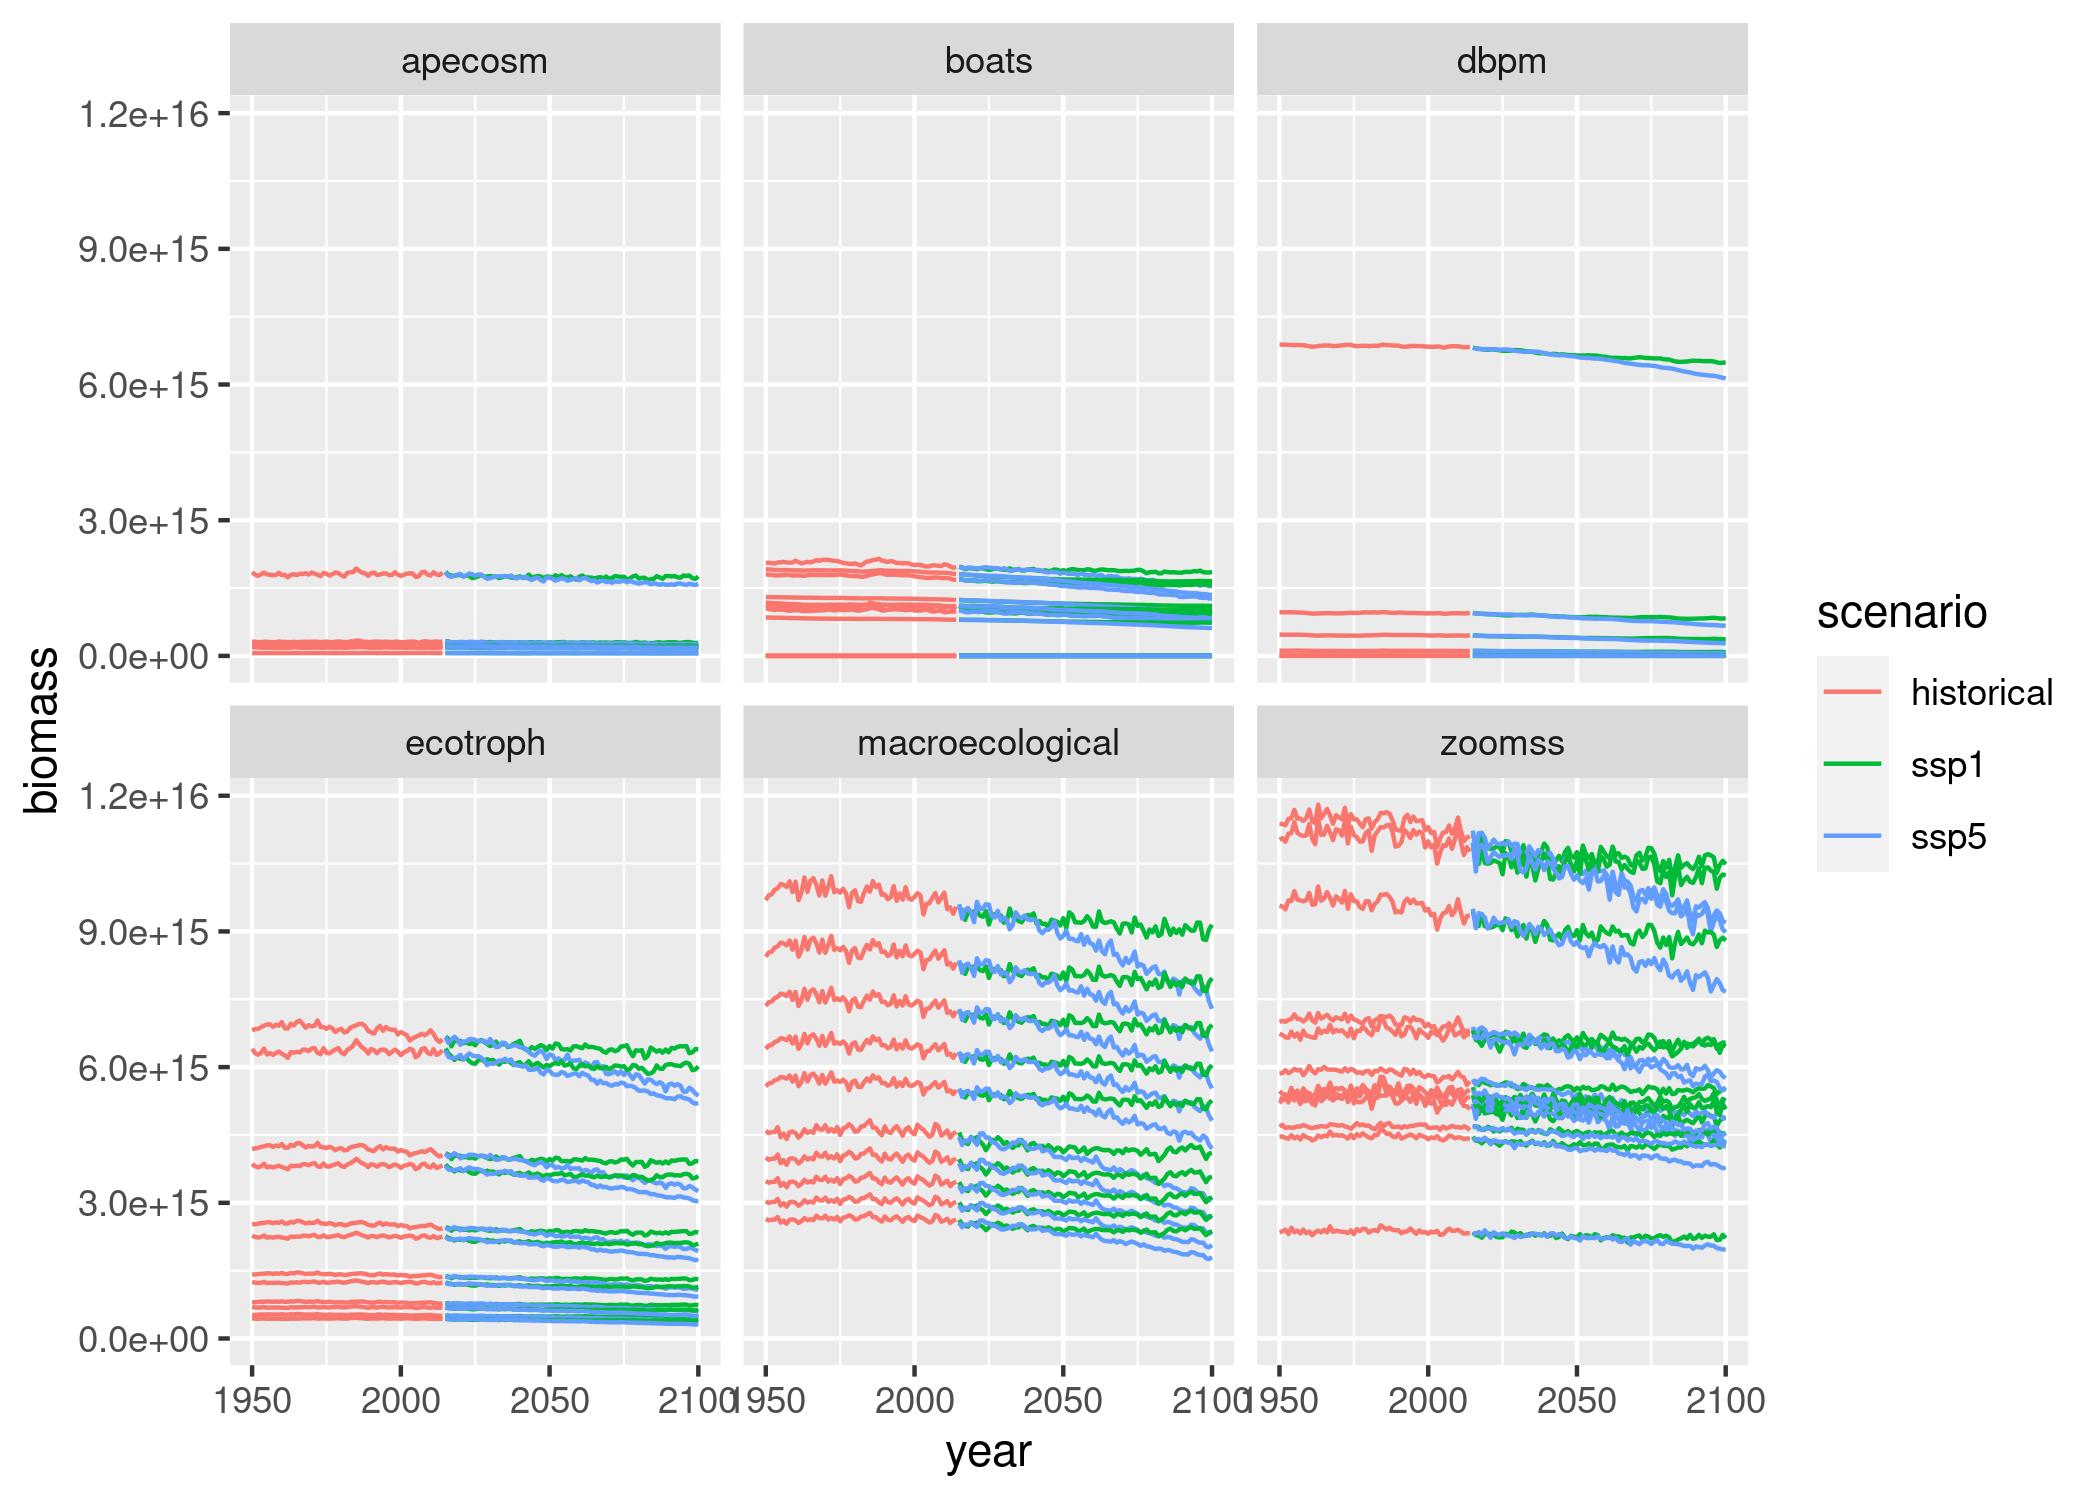 apecosm
boats
dbpm
1.2e+16
9.0e+15
6.0e+15
3.0e+15
0.0e+00
ecotroph
macroecological
zoomss
1.2e+16
9.0e+15
6.0e+15
3.0e+15
0.0e+00
1950 2000 2050 2100
1950 2000 2050 2100
1950 2000 2050 2100
year
biomass
scenario
historical
ssp1
ssp5